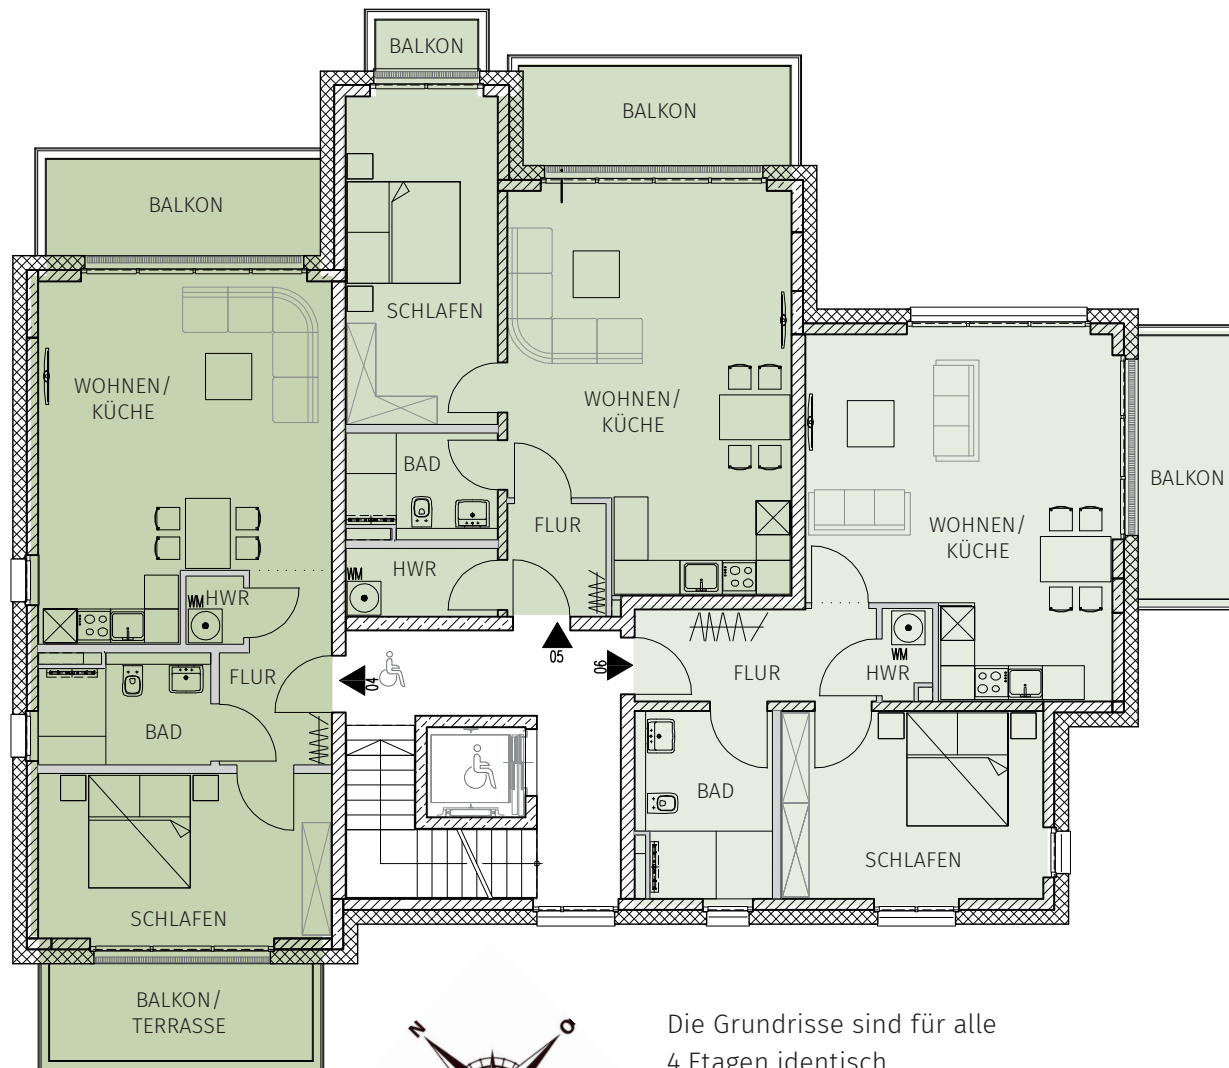 BALKON
BALKON
BALKON
SCHLAFEN
WOHNEN/
KÜCHE
WOHNEN/
KÜCHE
BAD
FLUR
BALKON
WOHNEN/
KÜCHE
HWR
WM
HWR
WM
05
06
04
FLUR
FLUR
HWR
WM
BAD
BAD
SCHLAFEN
SCHLAFEN
BALKON/
TERRASSE
N
O
Die Grundrisse sind für alle
4 Etagen identisch